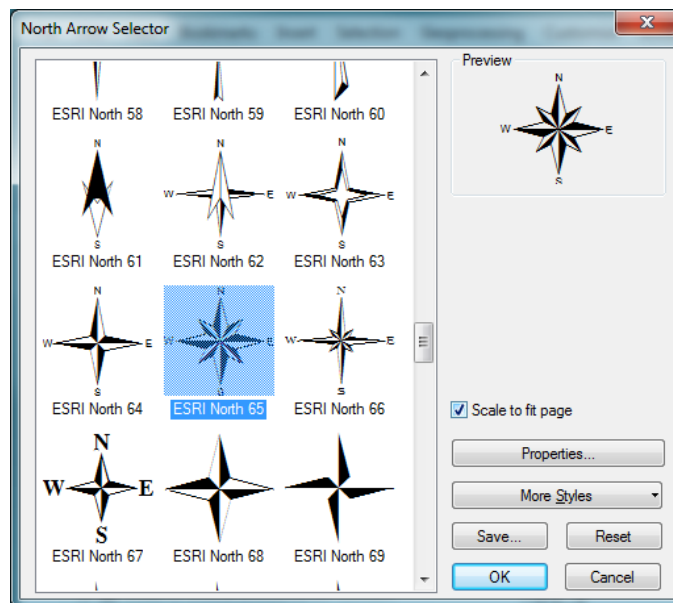 North Arrow Selector
ESRI North 58 ESRI North 59 ESRI North 60
N N N
W E W E
S S S
ESRI North 61 ESRI North 62 ESRI North 63
N N N
W E W E W E
S S S
ESRI North 64 ESRI North 65 ESRI North 66
N
W E
S
ESRI North 67 ESRI North 68 ESRI North 69
Preview
N
W E
S
Scale to fit page
Properties...
More Styles
Save... Reset
OK Cancel